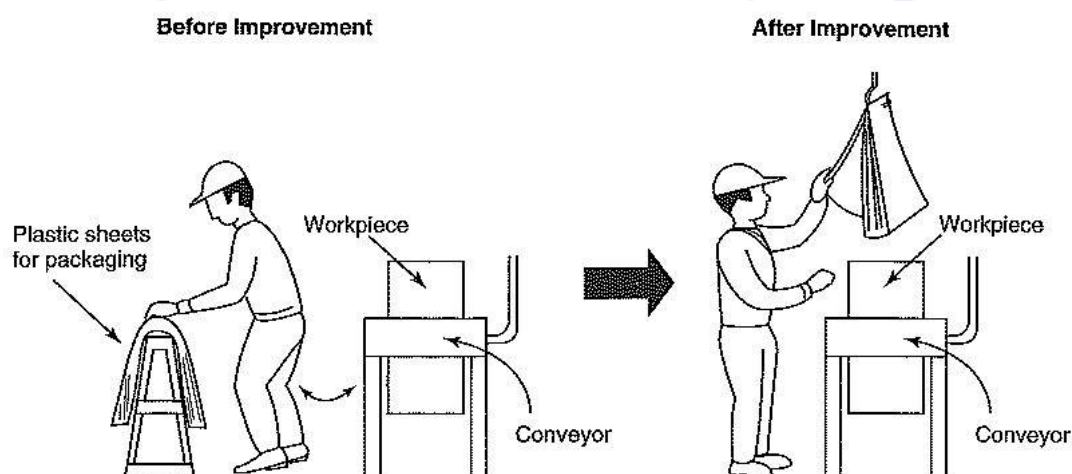 Before Improvement
After Improvement
Plastic sheets
for packaging
Workpiece
Conveyor
Workpiece
Conveyor